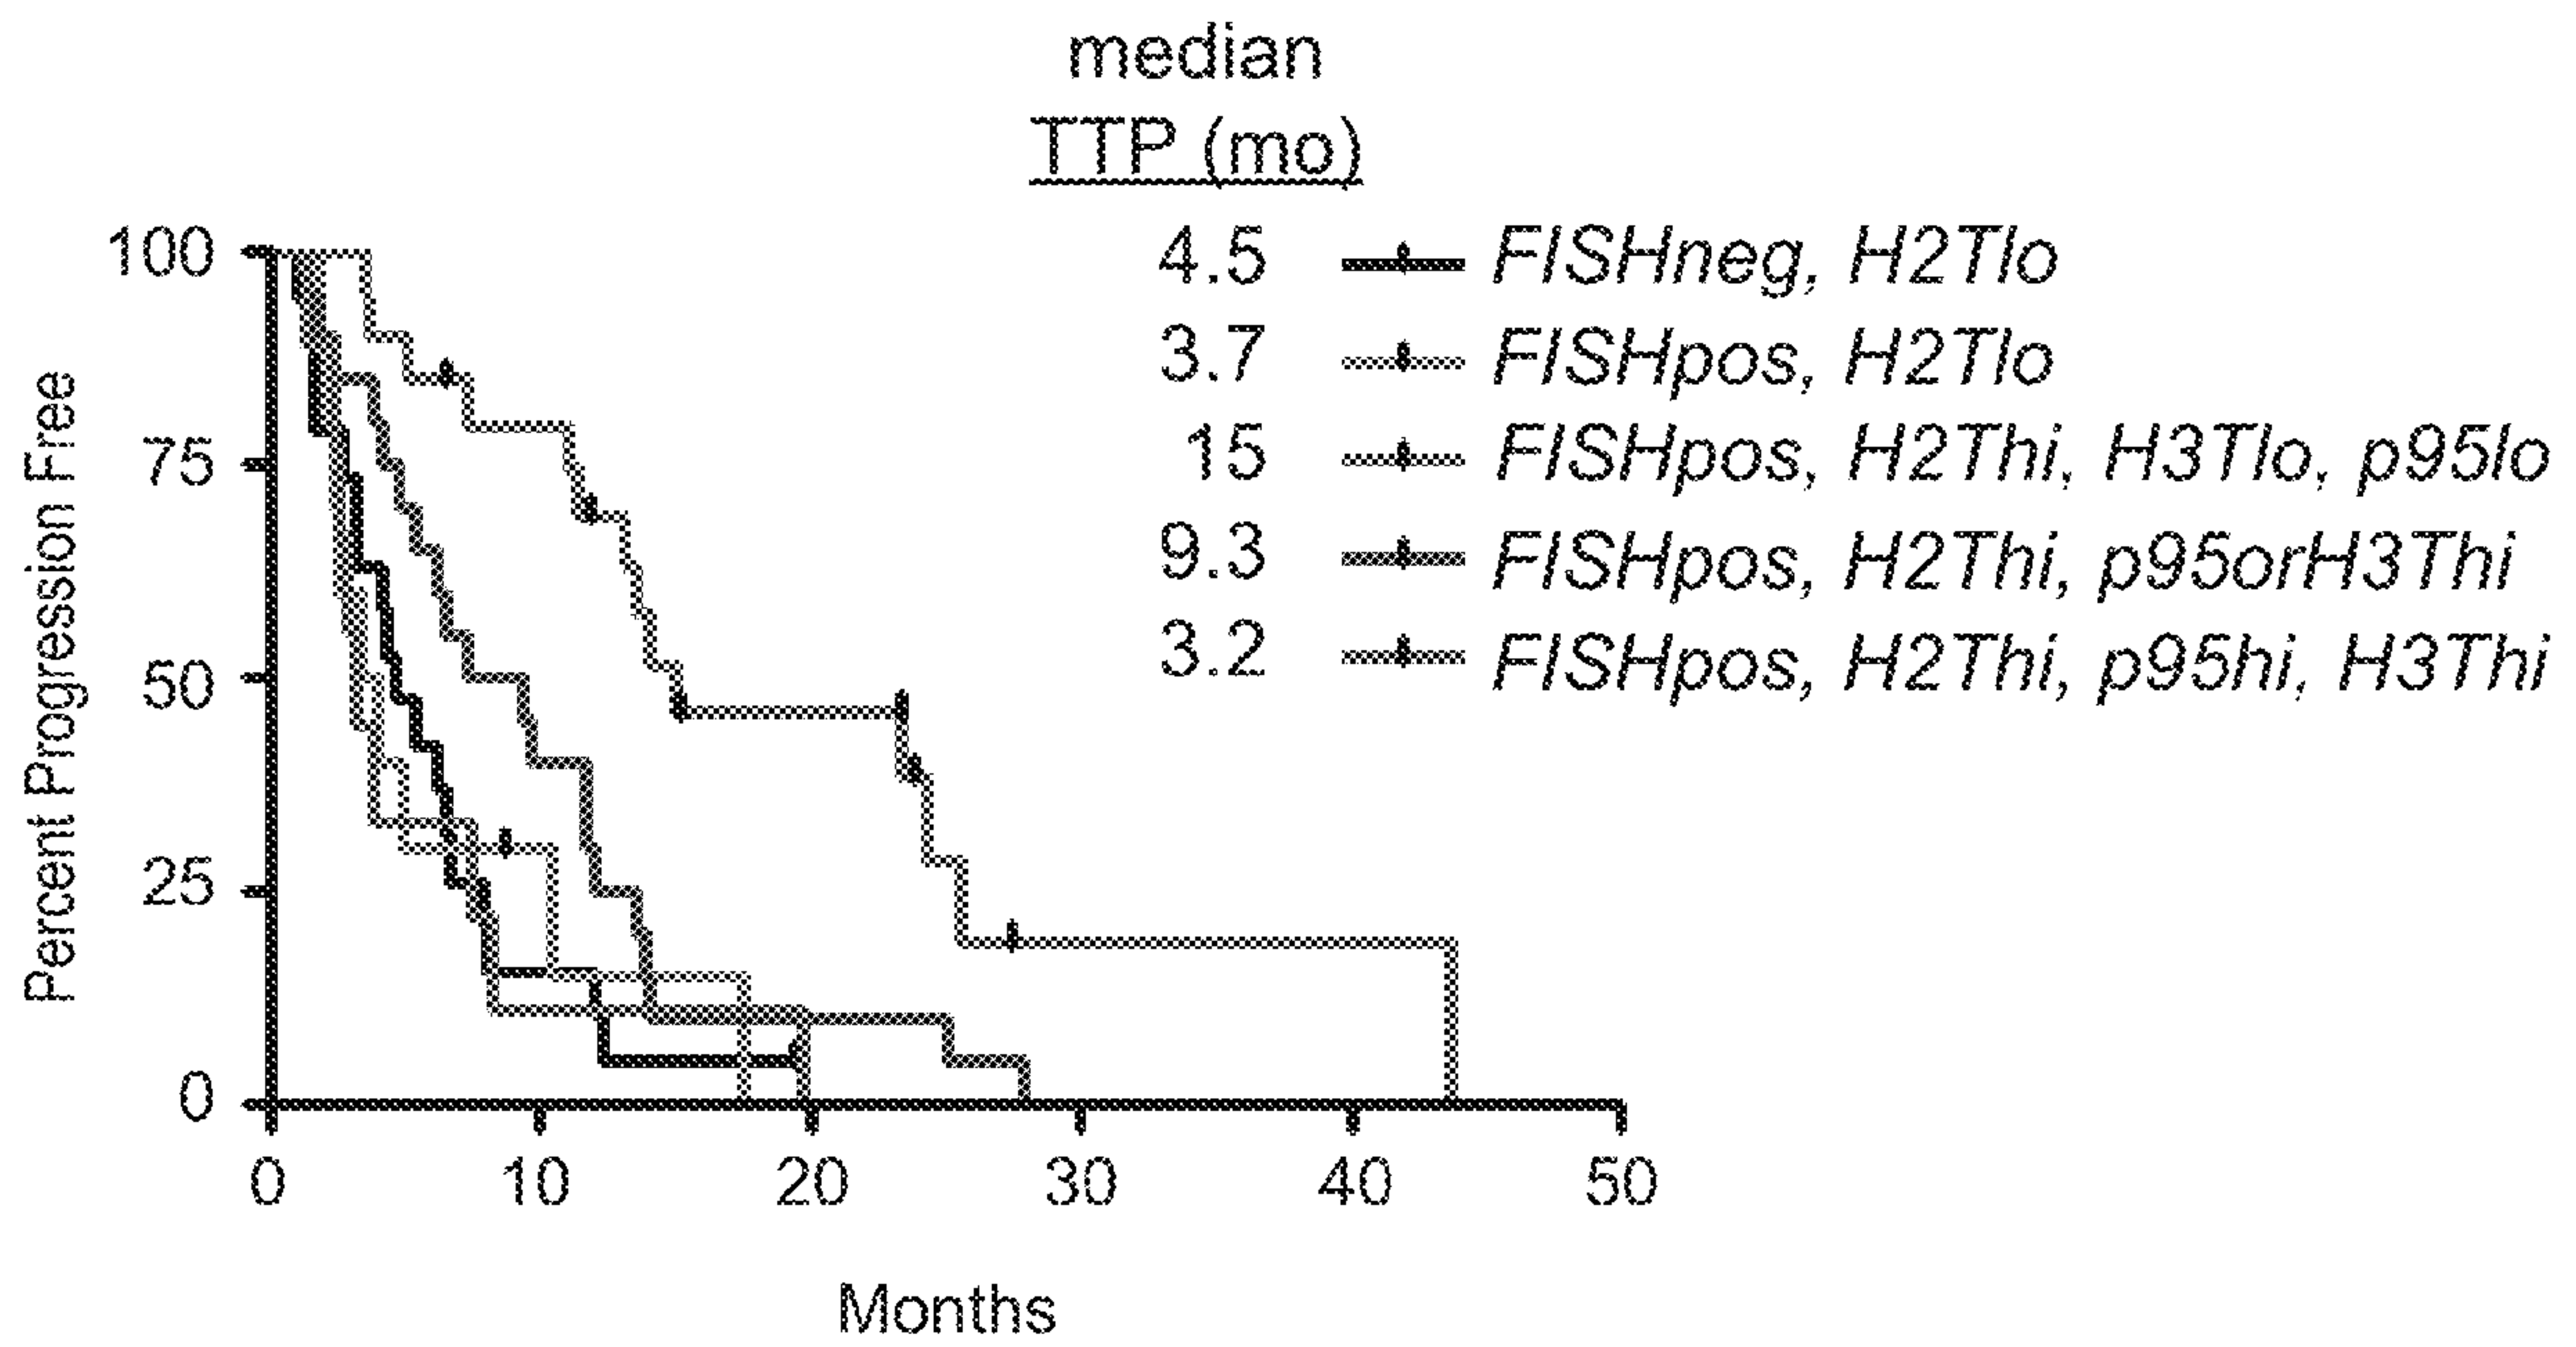 median
TTP (mo)
4.5 FISHneg, H2Tlo
3.7 FISHpos, H2Tlo
15 FISHpos, H2Thi, H3Tlo, p95lo
9.3 FISHpos, H2Thi, p95orH3Thi
3.2 FISHpos, H2Thi, p95hi, H3Thi
Percent Progression Free
100
75
50
25
0
0 10 20 30 40 50
Months